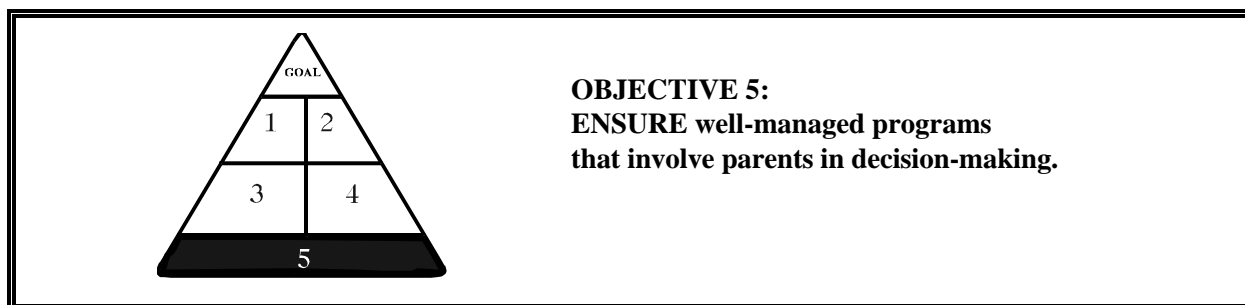 GOAL
1 2
3 4
5
OBJECTIVE 5:
ENSURE well-managed programs
that involve parents in decision-making.